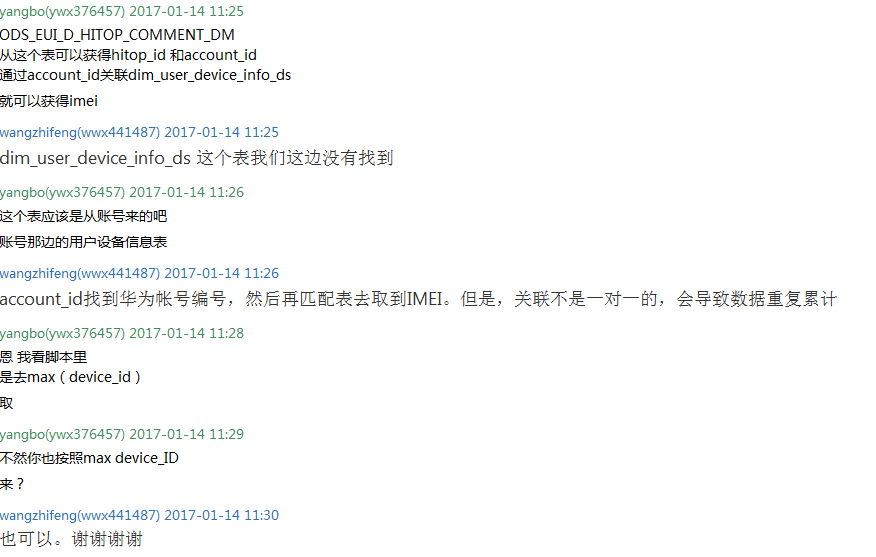 yangbo(ywx376457) 2017-01-14 11:25
ODS_EUI_D_HITOP_COMMENT_DM
从这个表可以获得hitop_id 和account_id
通过account_id关联dim_user_device_info_ds
就可以获得imei
wangzhifeng(wwx441487) 2017-01-14 11:25
dim_user_device_info_ds 这个表我们这边没有找到
yangbo(ywx376457) 2017-01-14 11:26
这个表应该是从账号来的吧
账号那边的用户设备信息表
wangzhifeng(wwx441487) 2017-01-14 11:26
account_id找到华为帐号编号，然后再匹配表去取到IMEI。但是，关联不是一对一的，会导致数据重复累计
yangbo(ywx376457) 2017-01-14 11:28
恩 我看脚本里
是去max（device_id）
取
yangbo(ywx376457) 2017-01-14 11:29
不然你也按照max device_ID
来？
wangzhifeng(wwx441487) 2017-01-14 11:30
也可以。谢谢谢谢